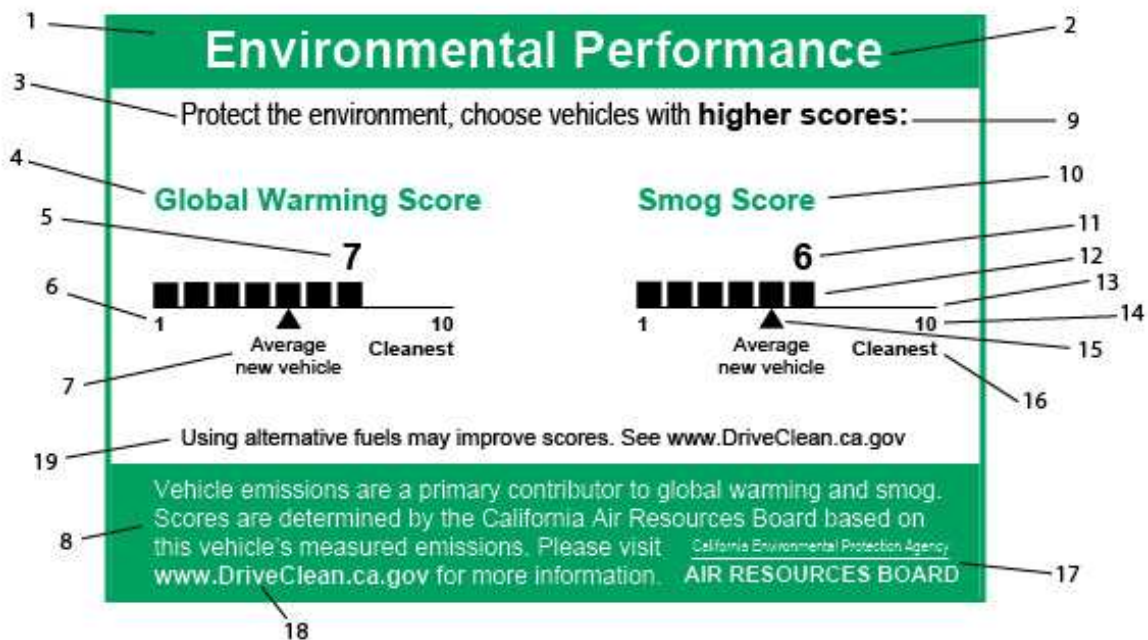 1
Environmental Performance
2
3
Protect the environment, choose vehicles with higher scores:
9
4
Global Warming Score
Smog Score
10
5
7
6
11
12
6
1
10
1
10
13
14
Average
new vehicle
Cleanest
Average
new vehicle
Cleanest
15
7
16
Using alternative fuels may improve scores. See www.DriveClean.ca.gov
19
Vehicle emissions are a primary contributor to global warming and smog.
Scores are determined by the California Air Resources Board based on
this vehicle's measured emissions. Please visit
www.DriveClean.ca.gov for more information.
8
California Environmental Protection Agency
AIR RESOURCES BOARD
17
18